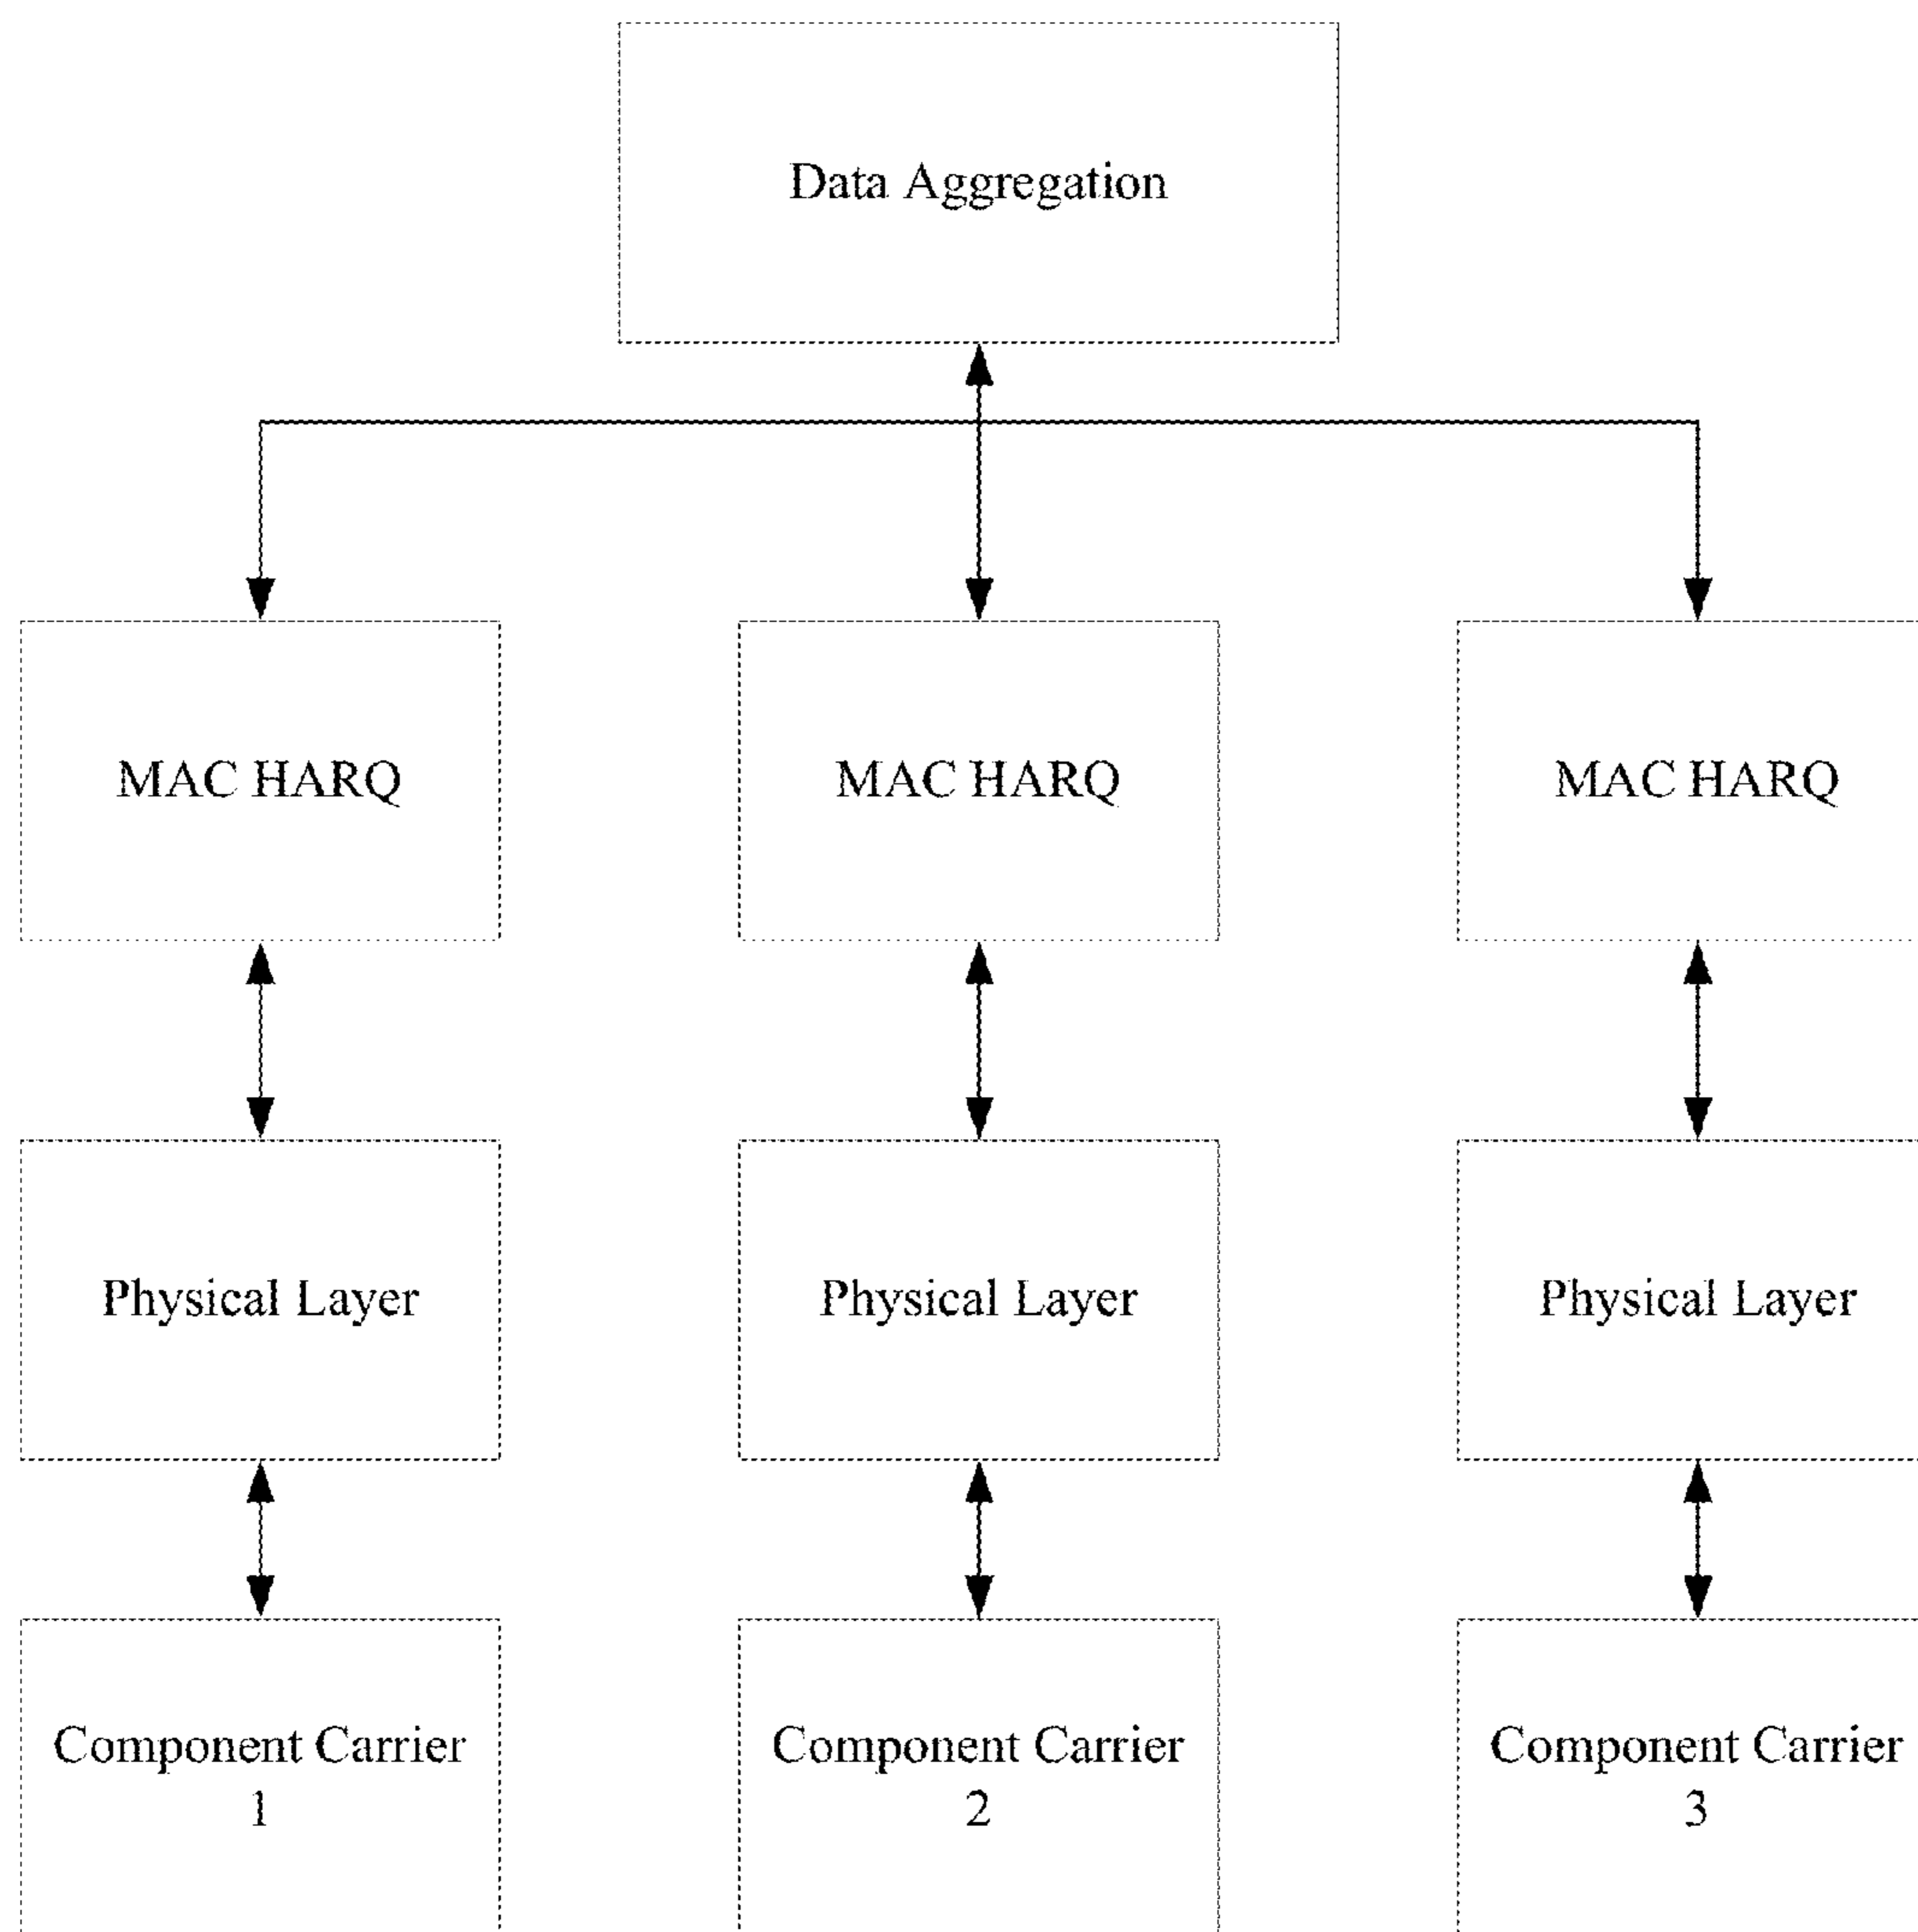 Data Aggregation
MAC HARQ
MAC HARQ
MAC HARQ
Physical Layer
Physical Layer
Physical Layer
Component Carrier
1
Component Carrier
2
Component Carrier
3